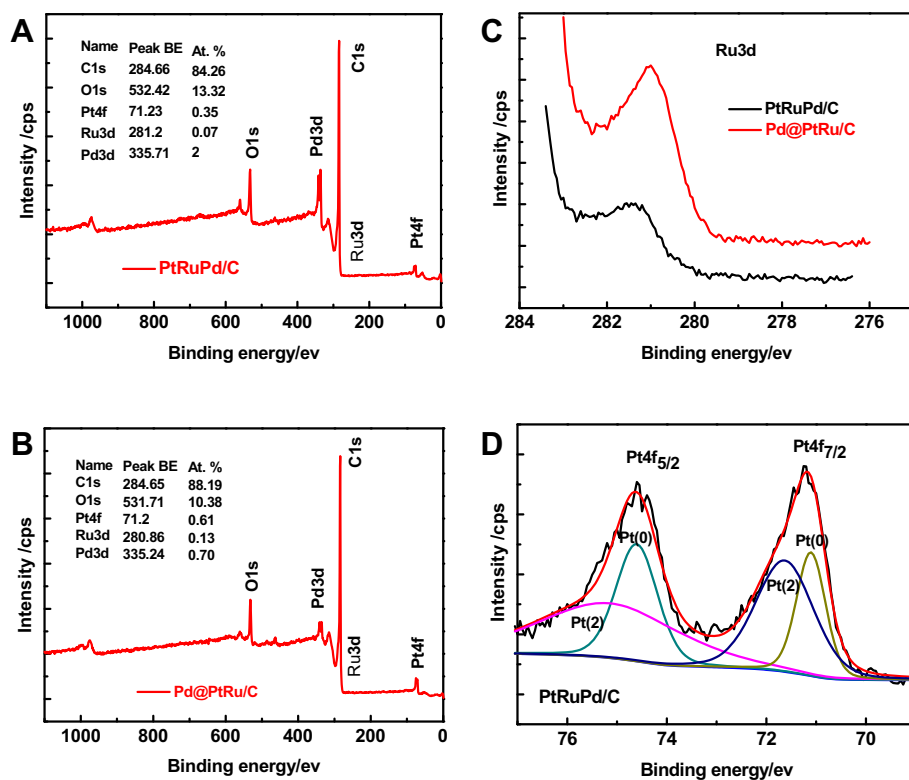 A
Name Peak BE At. %
C1s 284.66 84.26
O1s 532.42 13.32
Pt4f 71.23 0.35
Ru3d 281.2 0.07
Pd3d 335.71 2
O1s
Pd3d
C1s
Ru3d
Pt4f
PtRuPd/C
Intensity /cps
1000 800 600 400 200 0
Binding energy/ev
C
Ru3d
PtRuPd/C
Pd@PtRu/C
Intensity /cps
284 282 280 278 276
Binding energy/ev
B
Name Peak BE At. %
C1s 284.65 88.19
O1s 531.71 10.38
Pt4f 71.2 0.61
Ru3d 280.86 0.13
Pd3d 335.24 0.70
O1s
Pd3d
C1s
Ru3d
Pt4f
Pd@PtRu/C
Intensity /cps
1000 800 600 400 200 0
Binding energy/ev
D
Pt4f5/2
Pt4f7/2
Pt(0)
Pt(0)
Pt(2)
Pt(2)
PtRuPd/C
Intensity /cps
76 74 72 70
Binding energy/ev